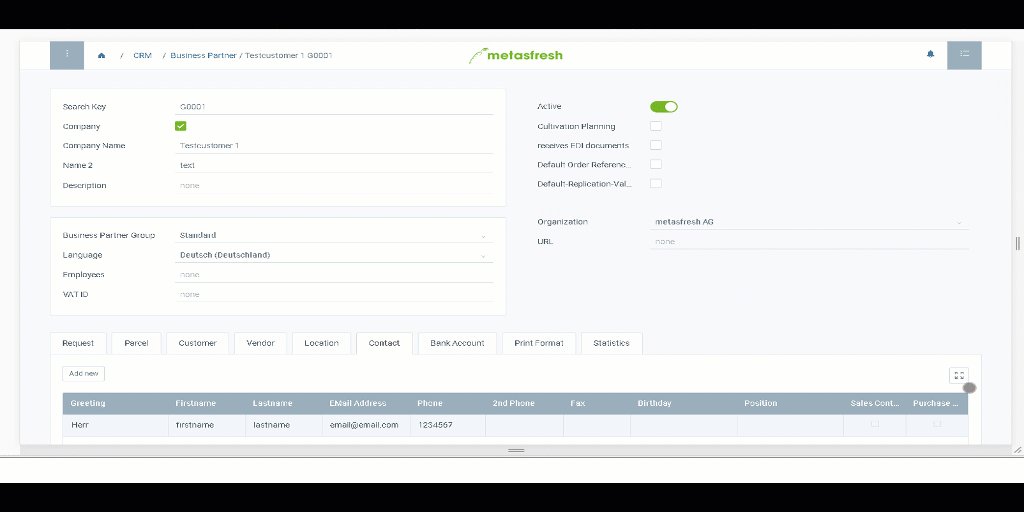 / CRM / Business Partner / Testcustomer 1 G0001
metasfresh
Search Key G0001
Company
Company Name Testcustomer 1
Name 2 text
Description none
Active
Cultivation Planning
receives EDI documents
Default Order Referenc...
Default-Replication-Val...
Organization metasfresh AG
URL none
Business Partner Group Standard
Language Deutsch (Deutschland)
Employees none
VAT ID none
Request Parcel Customer Vendor Location Contact Bank Account Print Format Statistics
Add new
Greeting Firstname Lastname EMail Address Phone 2nd Phone Fax Birthday Position Sales Cont... Purchase ...
Herr firstname lastname email@email.com 1234567